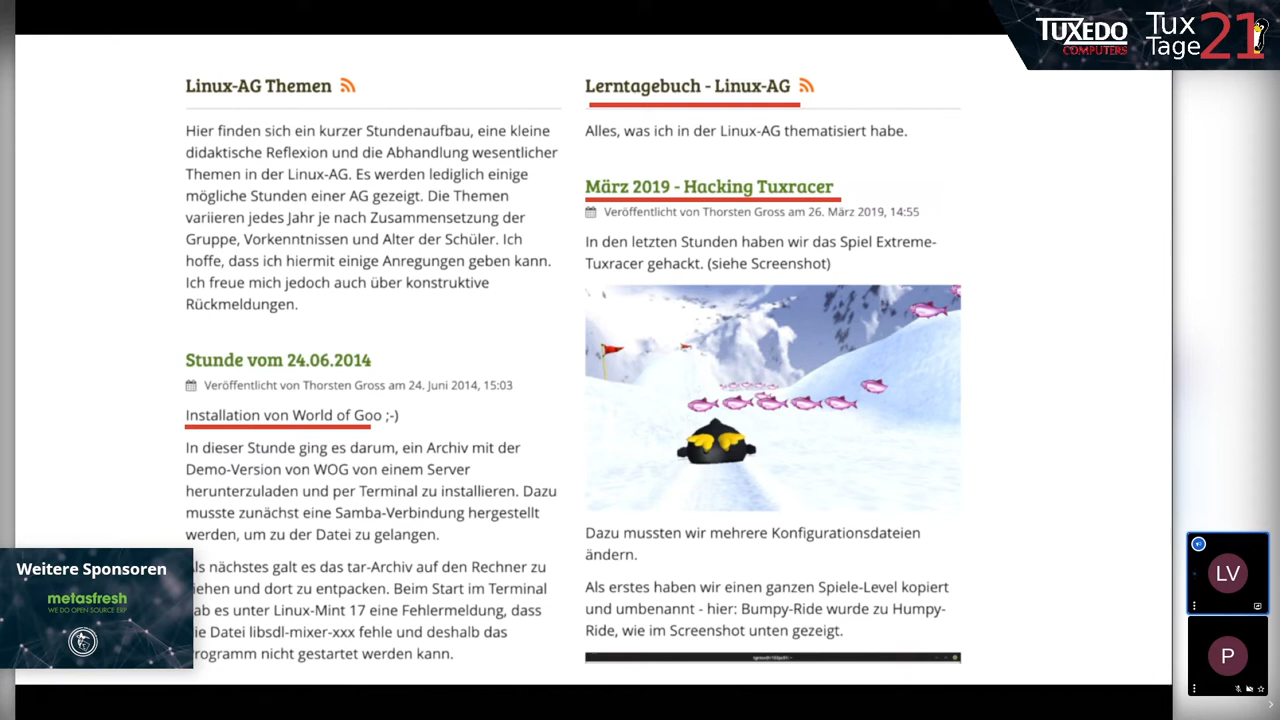 TUXEDO
COMPUTERS
Tux
Tage
21
Linux-AG Themen
Hier finden sich ein kurzer Stundenaufbau, eine kleine
didaktische Reflexion und die Abhandlung wesentlicher
Themen in der Linux-AG. Es werden lediglich einige
mögliche Stunden einer AG gezeigt. Die Themen
variieren jedes Jahr je nach Zusammensetzung der
Gruppe, Vorkenntnissen und Alter der Schüler. Ich
hoffe, dass ich hiermit einige Anregungen geben kann.
Ich freue mich jedoch auch über konstruktive
Rückmeldungen.
Stunde vom 24.06.2014
Veröffentlicht von Thorsten Gross am 24. Juni 2014, 15:03
Installation von World of Goo ;-)
In dieser Stunde ging es darum, ein Archiv mit der
Demo-Version von WOG von einem Server
herunterzuladen und per Terminal zu installieren. Dazu
musste zunächst eine Samba-Verbindung hergestellt
werden, um zu der Datei zu gelangen.
ls nächstes galt es das tar-Archiv auf den Rechner zu
iehen und dort zu entpacken. Beim Start im Terminal
ab es unter Linux-Mint 17 eine Fehlermeldung, dass
ie Datei libsdl-mixer-xxx fehle und deshalb das
rogramm nicht gestartet werden kann.
Lerntagebuch - Linux-AG
Alles, was ich in der Linux-AG thematisiert habe.
März 2019 - Hacking Tuxracer
Veröffentlicht von Thorsten Gross am 26. März 2019, 14:55
In den letzten Stunden haben wir das Spiel Extreme-
Tuxracer gehackt. (siehe Screenshot)
Dazu mussten wir mehrere Konfigurationsdateien
ändern.
Als erstes haben wir einen ganzen Spiele-Level kopiert
und umbenannt - hier: Bumpy-Ride wurde zu Humpy-
Ride, wie im Screenshot unten gezeigt.
Weitere Sponsoren
metasfresh
WE DO OPEN SOURCE ERP
LV
P